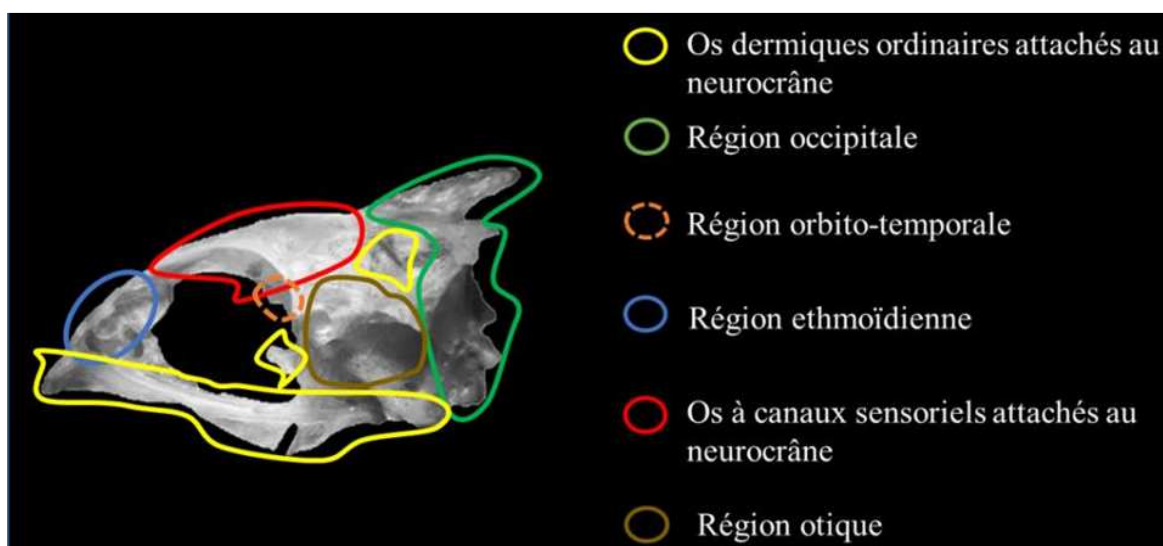 Os dermiques ordinaires attachés au
neurocrâne
Région occipitale
Région orbito-temporale
Région ethmoïdienne
Os à canaux sensoriels attachés au
neurocrâne
Région otique